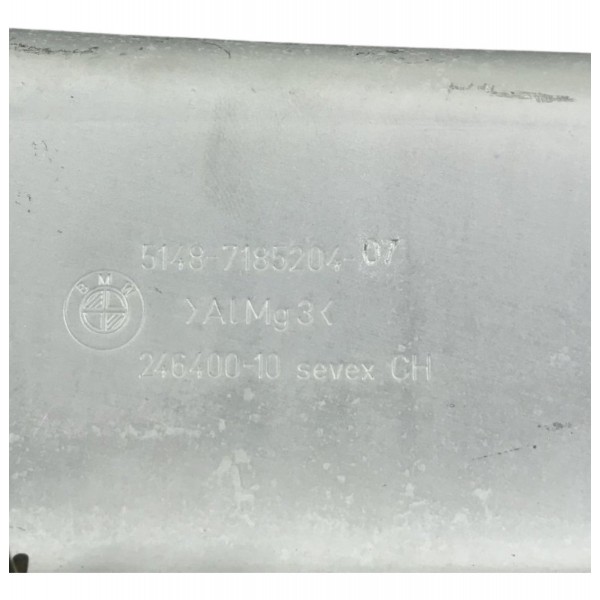 5148-7185204-07
BMW
>AlMg3<
246400-10 sevex CH